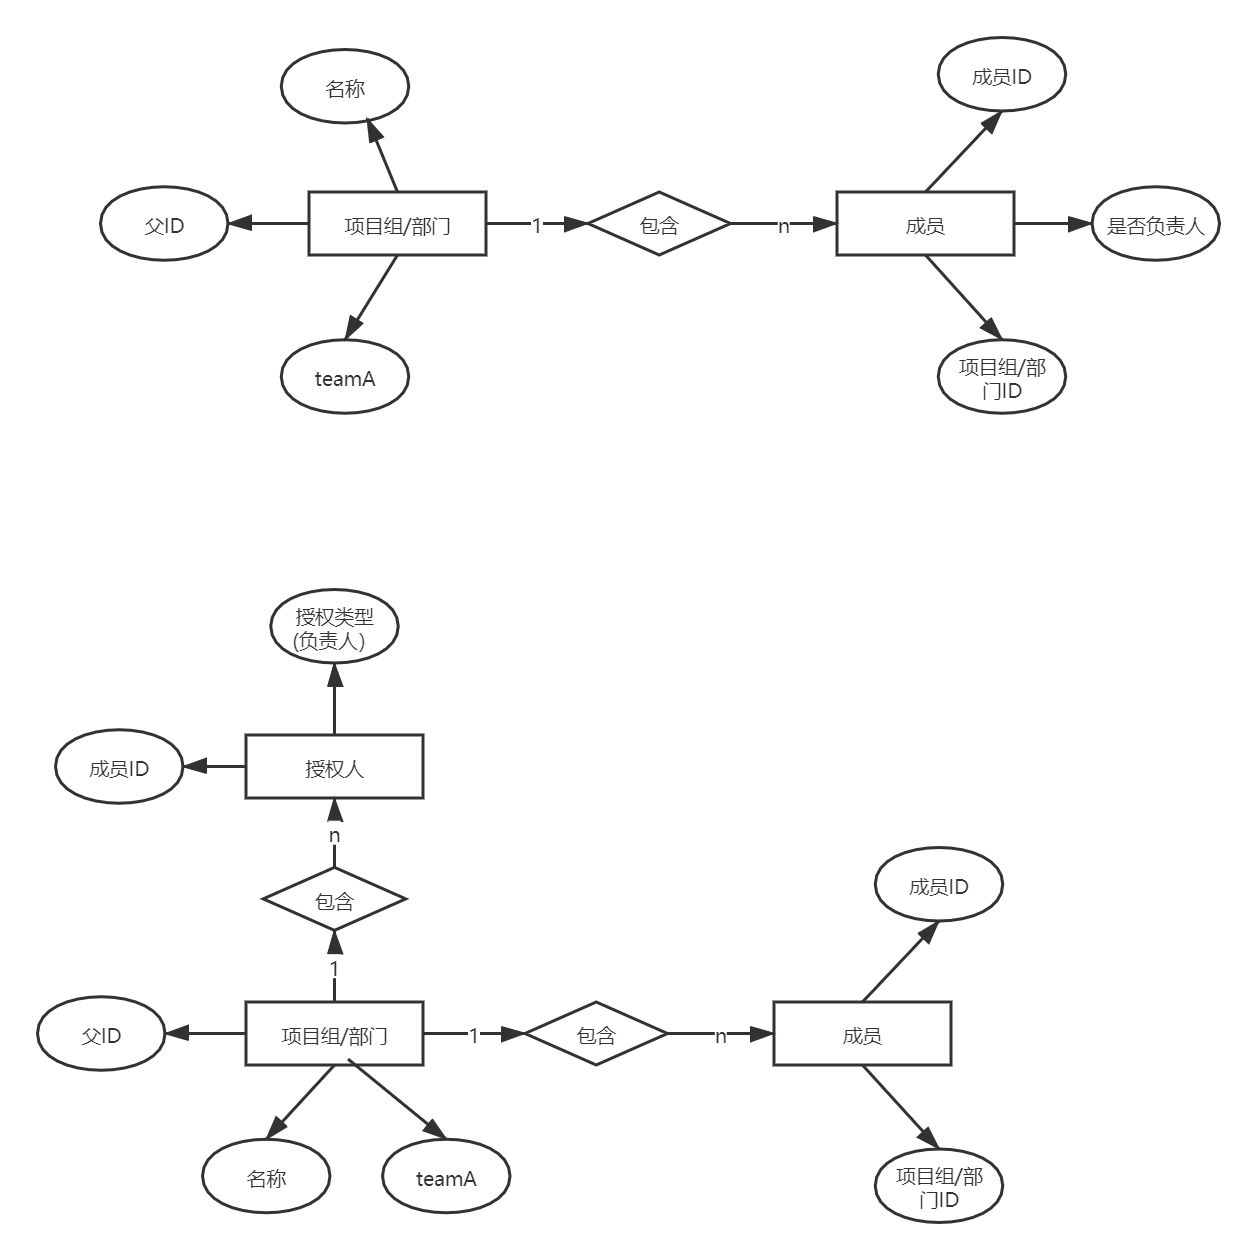 名称
成员ID
父ID
项目组/部门
1
包含
n
成员
是否负责人
teamA
项目组/部
门ID
授权类型
(负责人)
成员ID
授权人
n
包含
1
成员ID
父ID
项目组/部门
1
包含
n
成员
名称
teamA
项目组/部
门ID